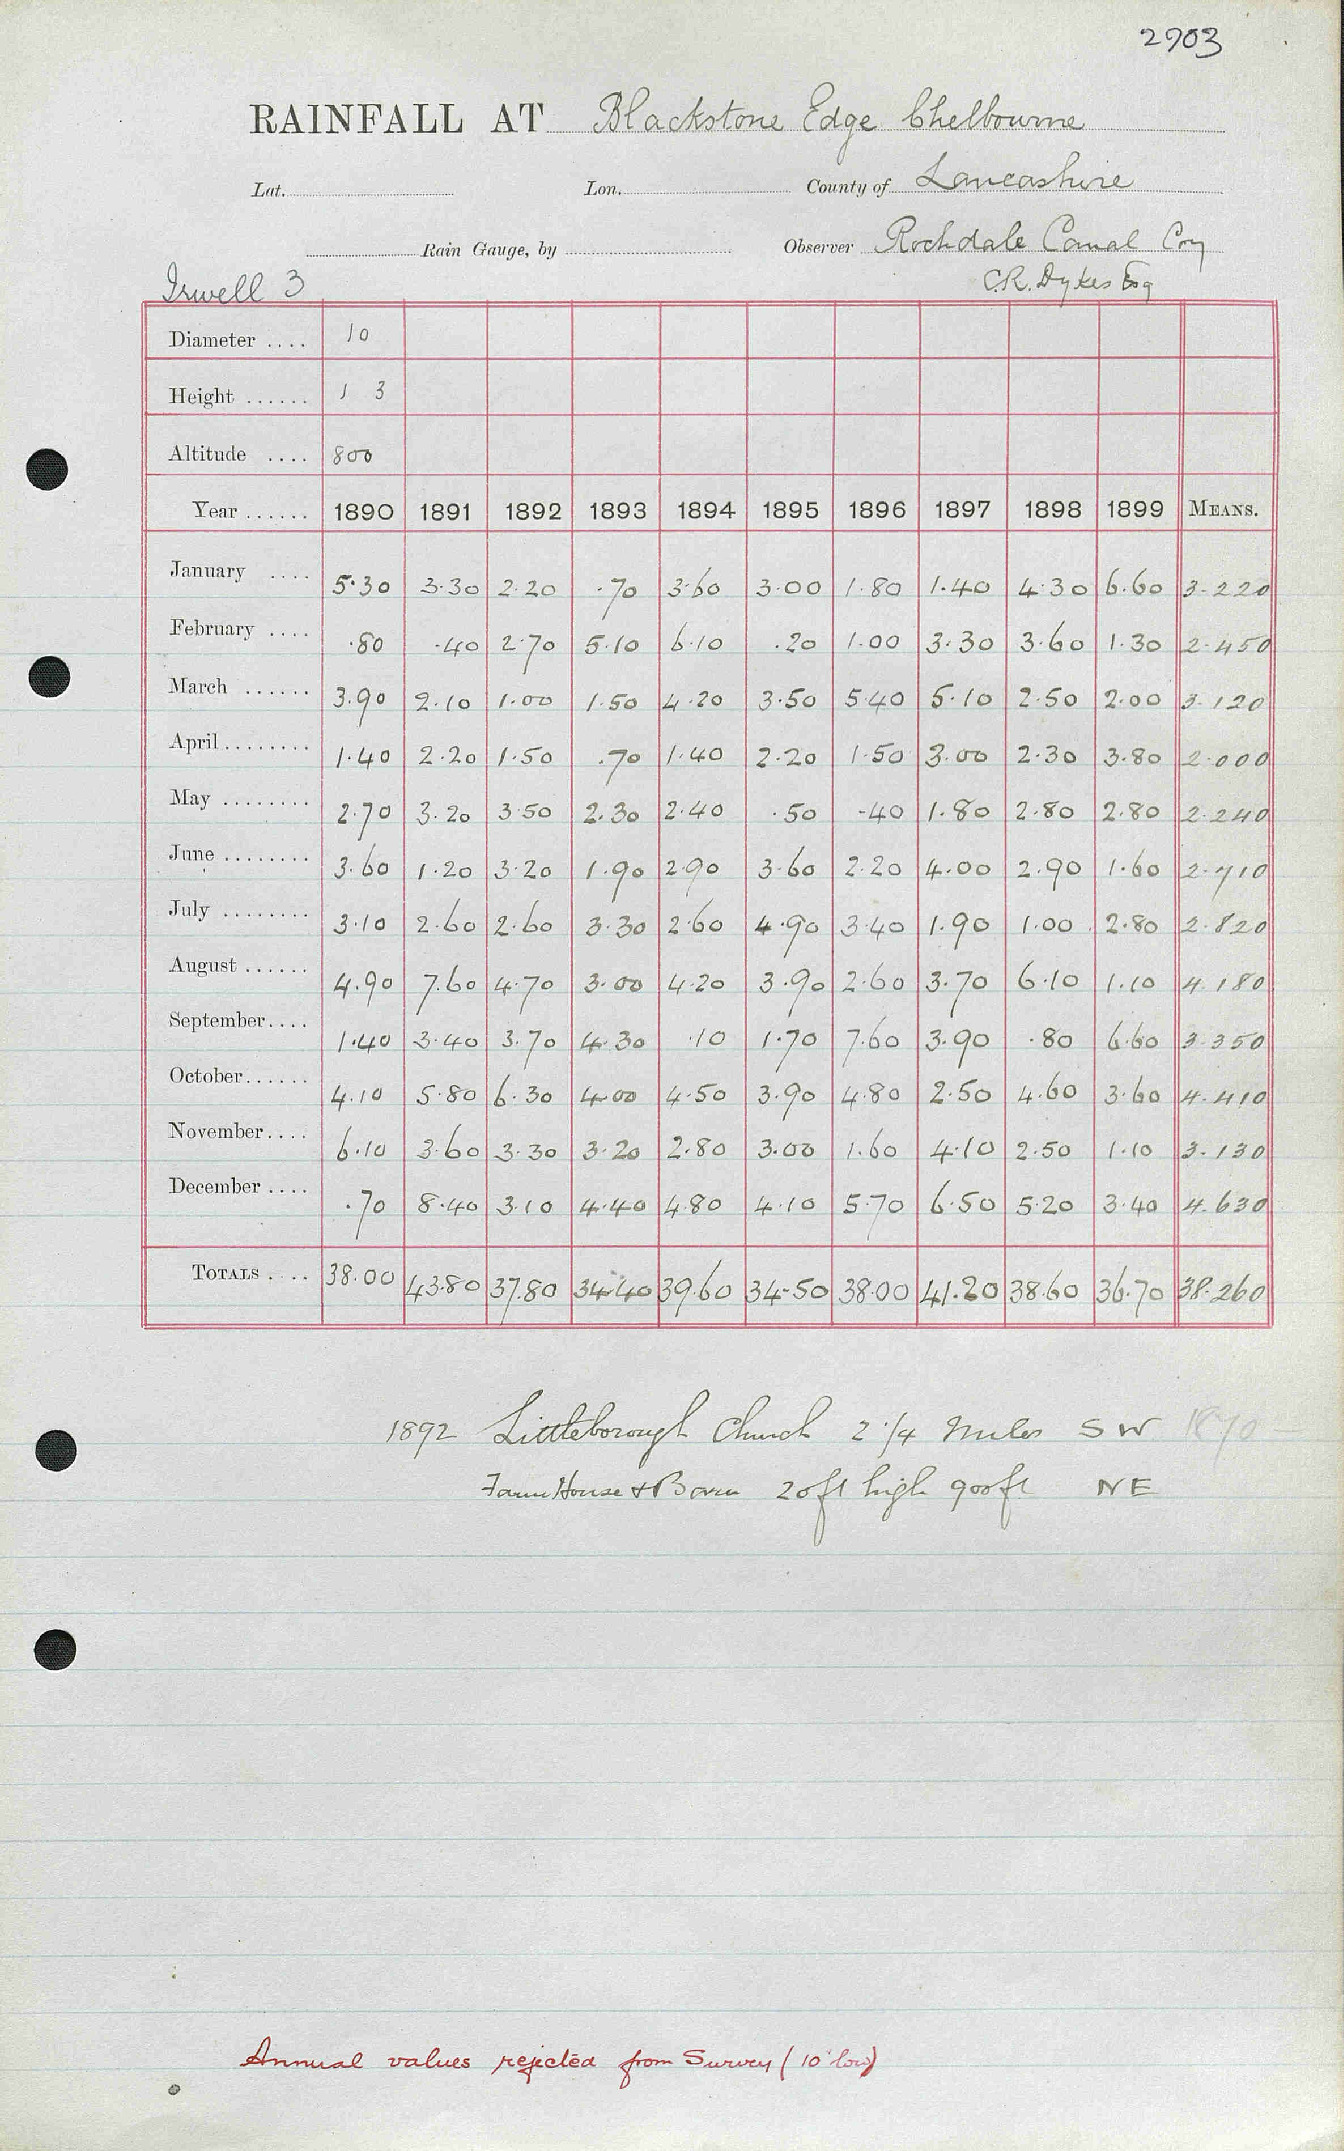 2903
RAINFALL AT Blackstone Edge Chelbourne
Lat. Lon. County of Lancashire
Rain Gauge, by Observer Rochdale Canal Coy
Irwell 3 C.R. Dykes Esq
Diameter .... 10
Height ...... 1 3
Altitude .... 800
Year ...... 1890 1891 1892 1893 1894 1895 1896 1897 1898 1899 MEANS.
January .... 5.30 3.30 2.20 .70 3.60 3.00 1.80 1.40 4.30 6.60 3.220
February .... .80 .40 2.70 5.10 6.10 .20 1.00 3.30 3.60 1.30 2.450
March ...... 3.90 2.10 1.00 1.50 4.20 3.50 5.40 5.10 2.50 2.00 3.120
April ........ 1.40 2.20 1.50 .70 1.40 2.20 1.50 3.00 2.30 3.80 2.000
May ........ 2.70 3.20 3.50 2.30 2.40 .50 .40 1.80 2.80 2.80 2.240
June ........ 3.60 1.20 3.20 1.90 2.90 3.60 2.20 4.00 2.90 1.60 2.710
July ........ 3.10 2.60 2.60 3.30 2.60 4.90 3.40 1.90 1.00 2.80 2.820
August ...... 4.90 7.60 4.70 3.00 4.20 3.90 2.60 3.70 6.10 1.10 4.180
September.... 1.40 3.40 3.70 4.30 .10 1.70 7.60 3.90 .80 6.60 3.350
October...... 4.10 5.80 6.30 4.00 4.50 3.90 4.80 2.50 4.60 3.60 4.410
November.... 6.10 3.60 3.30 3.20 2.80 3.00 1.60 4.10 2.50 1.10 3.130
December .... .70 8.40 3.10 4.40 4.80 4.10 5.70 6.50 5.20 3.40 4.630
TOTALS .... 38.00 43.80 37.80 34.40 39.60 34.50 38.00 41.20 38.60 36.70 38.260
1892 Littleborough Church 2 1/4 Miles SW 1870 -
Farm House & Barn 20ft high 900ft NE
Annual values rejected from Survey (10" low)